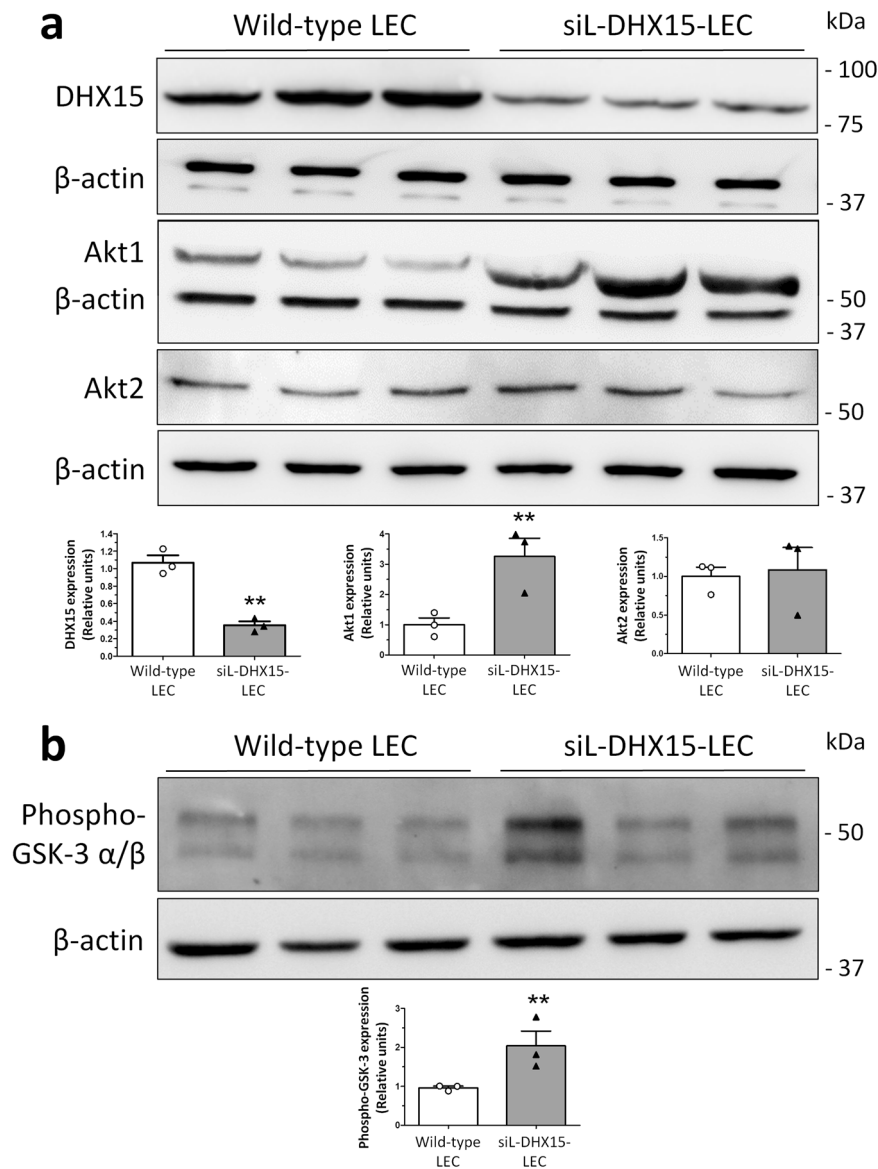 a
Wild-type LEC
siL-DHX15-LEC
kDa
DHX15
- 100
- 75
β-actin
- 37
Akt1
β-actin
- 50
- 37
Akt2
- 50
β-actin
- 37
DHX15 expression
(Relative units)
1.4
1.2
1.0
0.8
0.6
0.4
0.2
0.0
**
Wild-type
LEC
siL-DHX15-
LEC
Akt1 expression
(Relative units)
4
3
2
1
0
**
Wild-type
LEC
siL-DHX15-
LEC
Akt2 expression
(Relative units)
1.5
1.0
0.5
0.0
Wild-type
LEC
siL-DHX15-
LEC
b
Wild-type LEC
siL-DHX15-LEC
kDa
Phospho-
GSK-3 α/β
- 50
β-actin
- 37
Phospho-GSK-3 expression
(Relative units)
3
2
1
0
**
Wild-type
LEC
siL-DHX15-
LEC